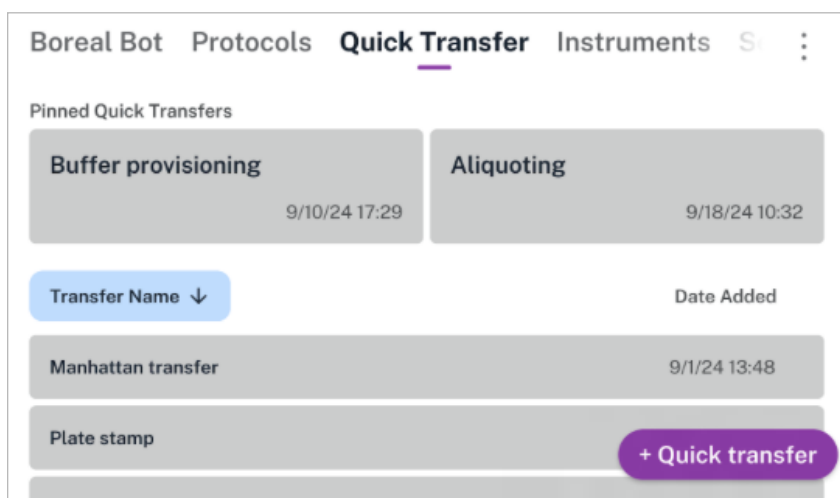 Boreal Bot Protocols Quick Transfer Instruments
Pinned Quick Transfers
Buffer provisioning
9/10/24 17:29
Aliquoting
9/18/24 10:32
Transfer Name ↓ Date Added
Manhattan transfer 9/1/24 13:48
Plate stamp
+ Quick transfer